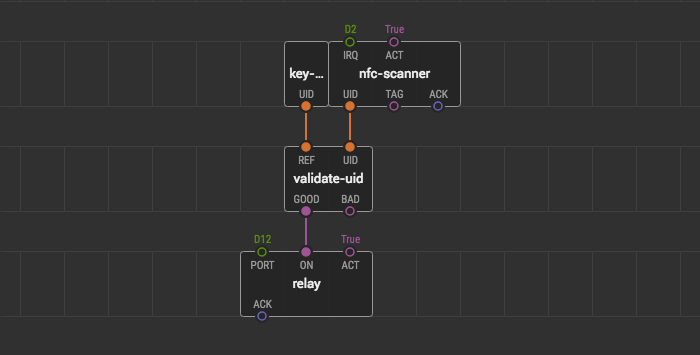 D2 True
IRQ ACT
key-... nfc-scanner
UID UID TAG ACK
REF UID
validate-uid
GOOD BAD
D12 True
PORT ON ACT
relay
ACK